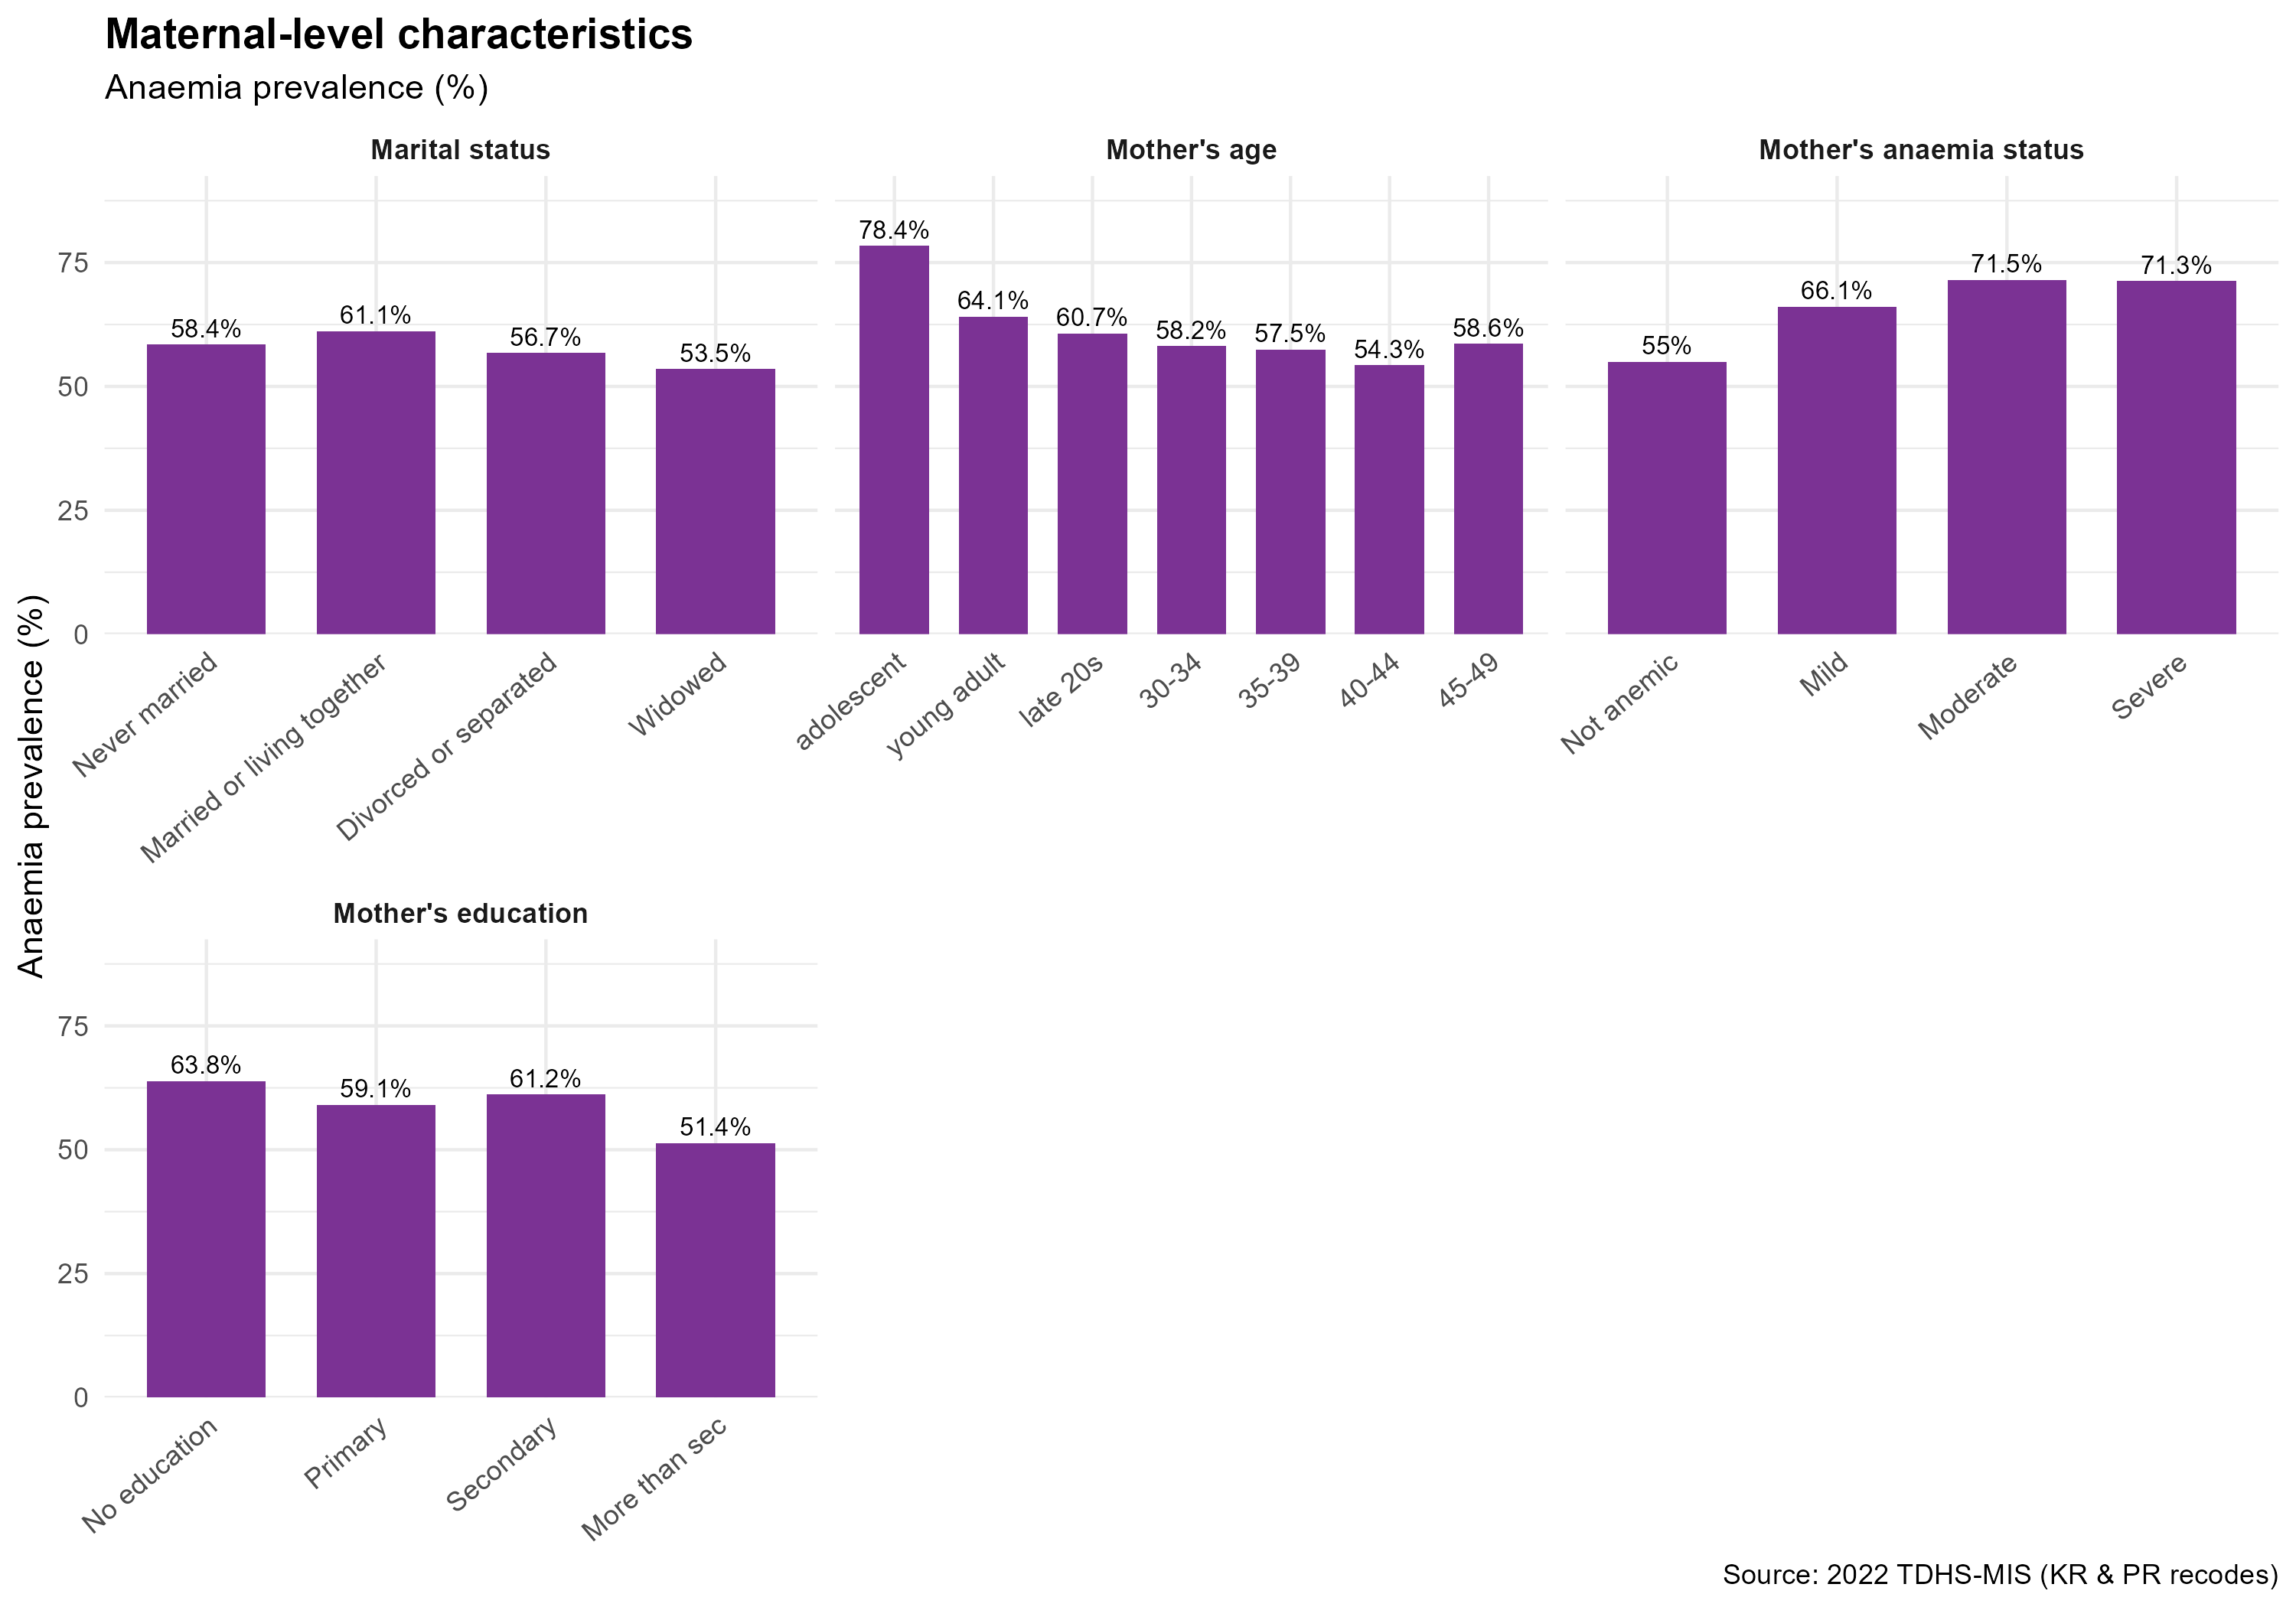 Maternal-level characteristics
Anaemia prevalence (%)
Anaemia prevalence (%)
Marital status
75
50
25
0
58.4%
61.1%
56.7%
53.5%
Never married
Married or living together
Divorced or separated
Widowed
Mother's age
78.4%
64.1%
60.7%
58.2%
57.5%
54.3%
58.6%
adolescent
young adult
late 20s
30-34
35-39
40-44
45-49
Mother's anaemia status
55%
66.1%
71.5%
71.3%
Not anemic
Mild
Moderate
Severe
Mother's education
75
50
25
0
63.8%
59.1%
61.2%
51.4%
No education
Primary
Secondary
More than sec
Source: 2022 TDHS-MIS (KR & PR recodes)